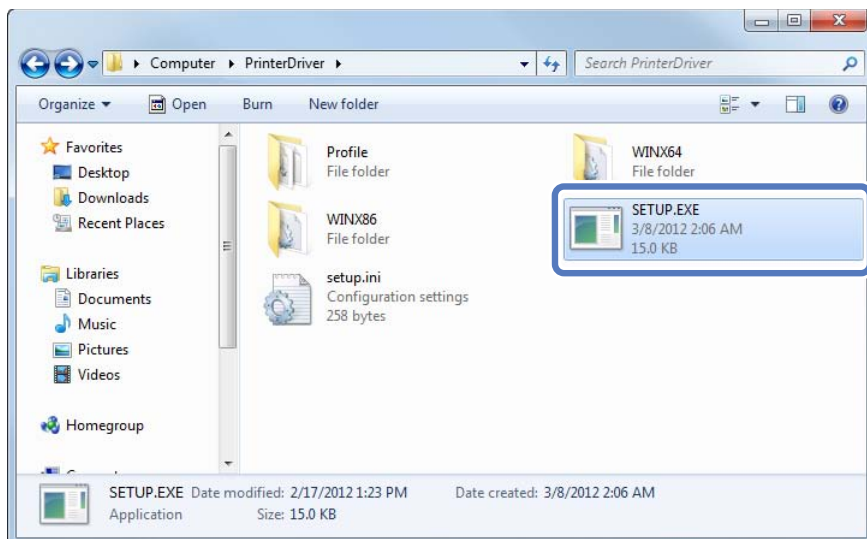 Computer PrinterDriver Search PrinterDriver
Organize Open Burn New folder
Favorites
Desktop
Downloads
Recent Places
Libraries
Documents
Music
Pictures
Videos
Homegroup
Profile
File folder
WINX64
File folder
WINX86
File folder
SETUP.EXE
3/8/2012 2:06 AM
15.0 KB
setup.ini
Configuration settings
258 bytes
SETUP.EXE Date modified: 2/17/2012 1:23 PM Date created: 3/8/2012 2:06 AM
Application Size: 15.0 KB